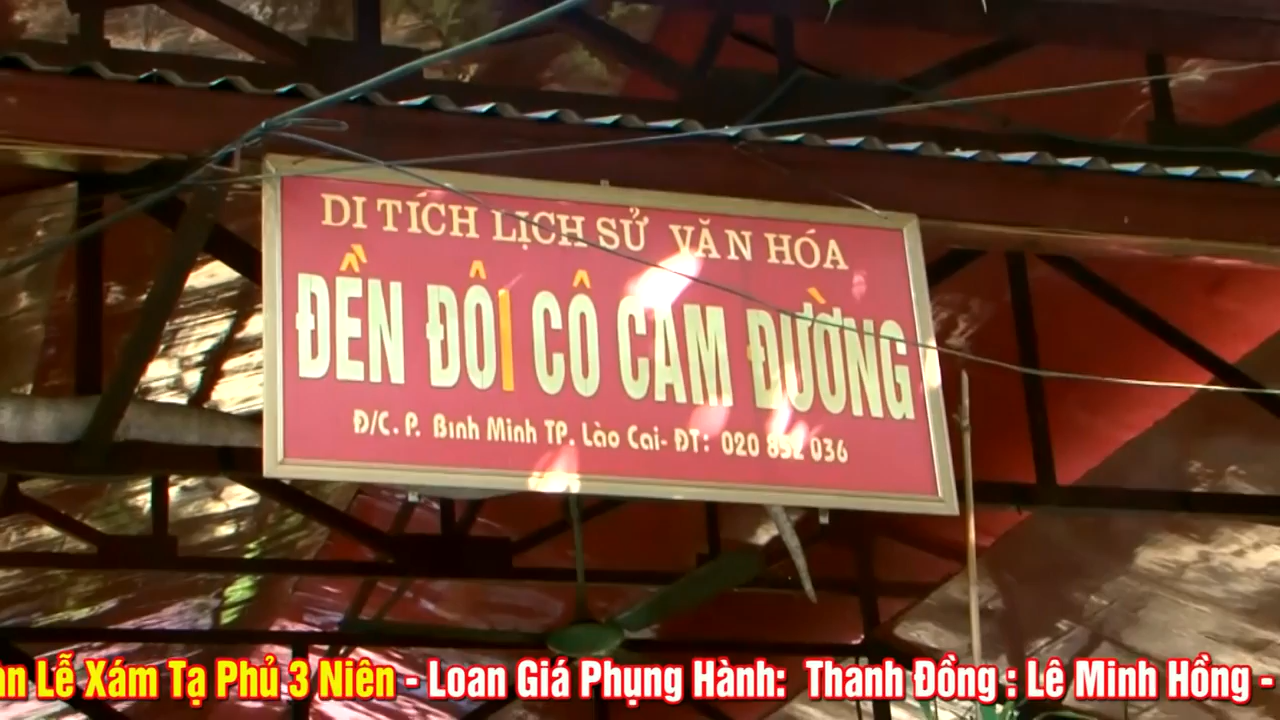 DI TÍCH LỊCH SỬ VĂN HÓA
ĐỀN ĐÔI CÔ CAM ĐƯỜNG
Đ/C. P. Bình Minh TP. Lào Cai- ĐT: 020 852 036
Lễ Xám Tạ Phủ 3 Niên - Loan Giá Phụng Hành: Thanh Đồng : Lê Minh Hồng -